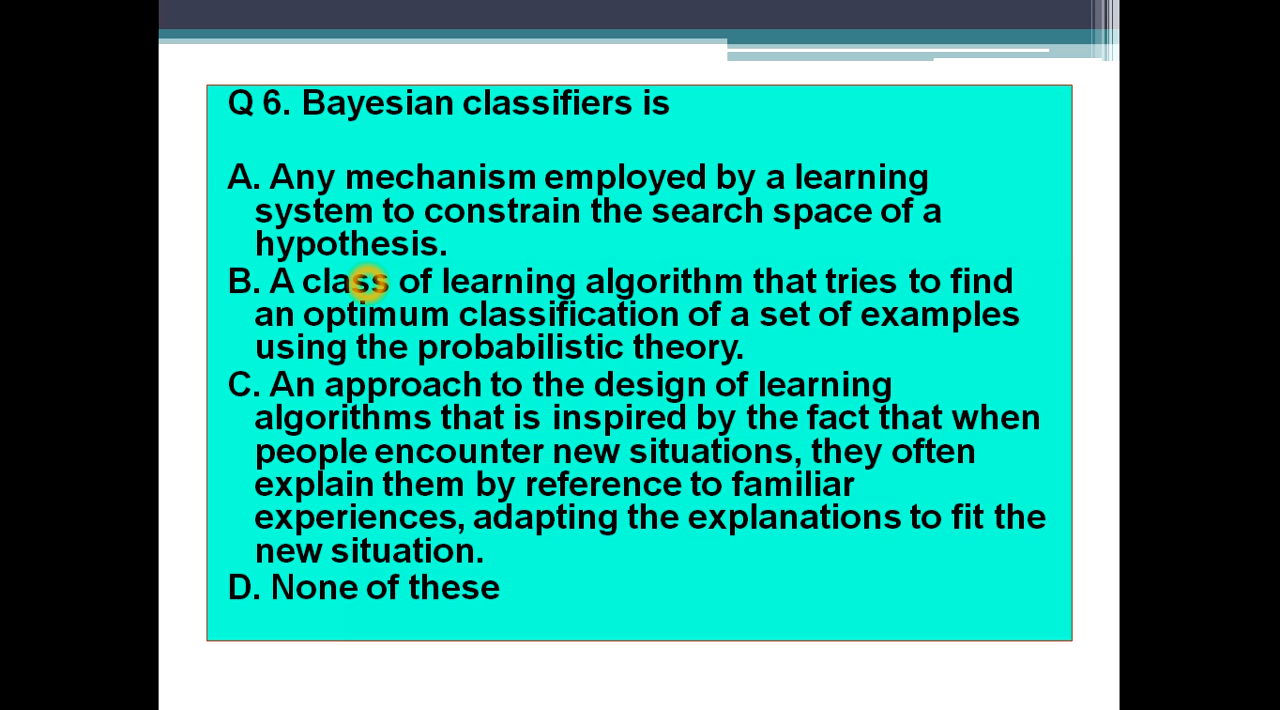 Q 6. Bayesian classifiers is
A. Any mechanism employed by a learning
system to constrain the search space of a
hypothesis.
B. A class of learning algorithm that tries to find
an optimum classification of a set of examples
using the probabilistic theory.
C. An approach to the design of learning
algorithms that is inspired by the fact that when
people encounter new situations, they often
explain them by reference to familiar
experiences, adapting the explanations to fit the
new situation.
D. None of these